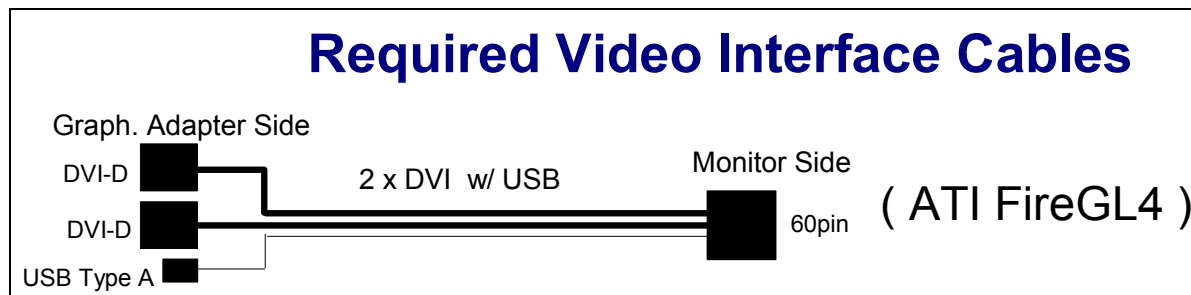 Required Video Interface Cables
Graph. Adapter Side
DVI-D
2 x DVI w/ USB
Monitor Side
DVI-D
60pin
( ATI FireGL4 )
USB Type A